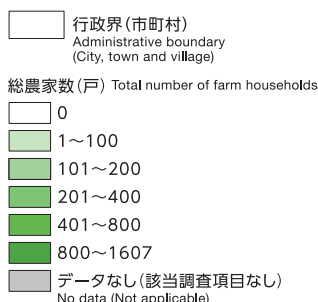 行政界(市町村)
Administrative boundary
(City, town and village)
総農家数(戸) Total number of farm households
0
1～100
101～200
201～400
401～800
800～1607
データなし(該当調査項目なし)
No data (Not applicable)